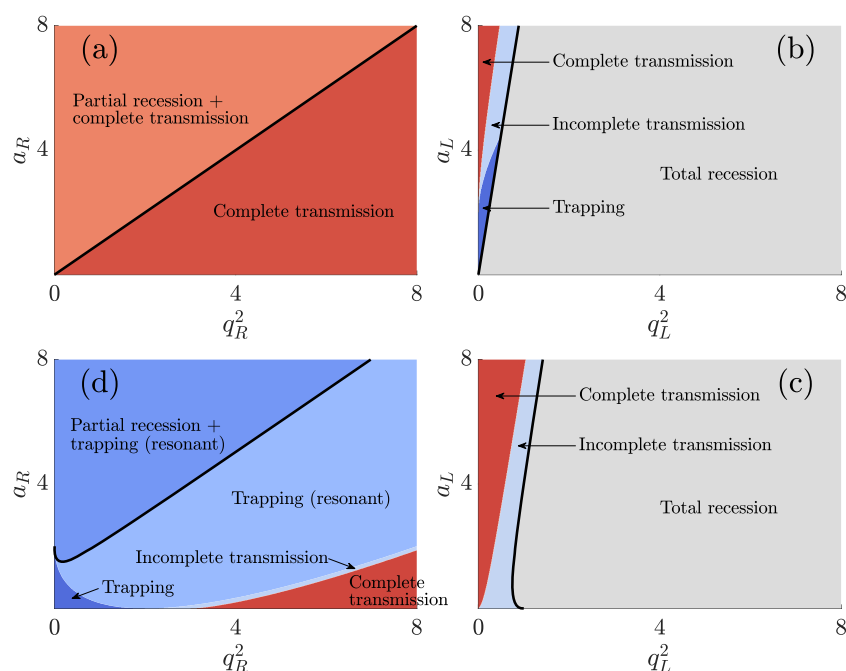 (a)
Partial recession +
complete transmission
Complete transmission
8
4
a_R
0 4 8
q_R^2
(b)
Complete transmission
Incomplete transmission
Total recession
Trapping
8
4
a_L
0 4 8
q_L^2
(d)
Partial recession +
trapping (resonant)
Trapping (resonant)
Incomplete transmission
Trapping
Complete
transmission
8
4
a_R
0 4 8
q_R^2
(c)
Complete transmission
Incomplete transmission
Total recession
8
4
a_L
0 4 8
q_L^2